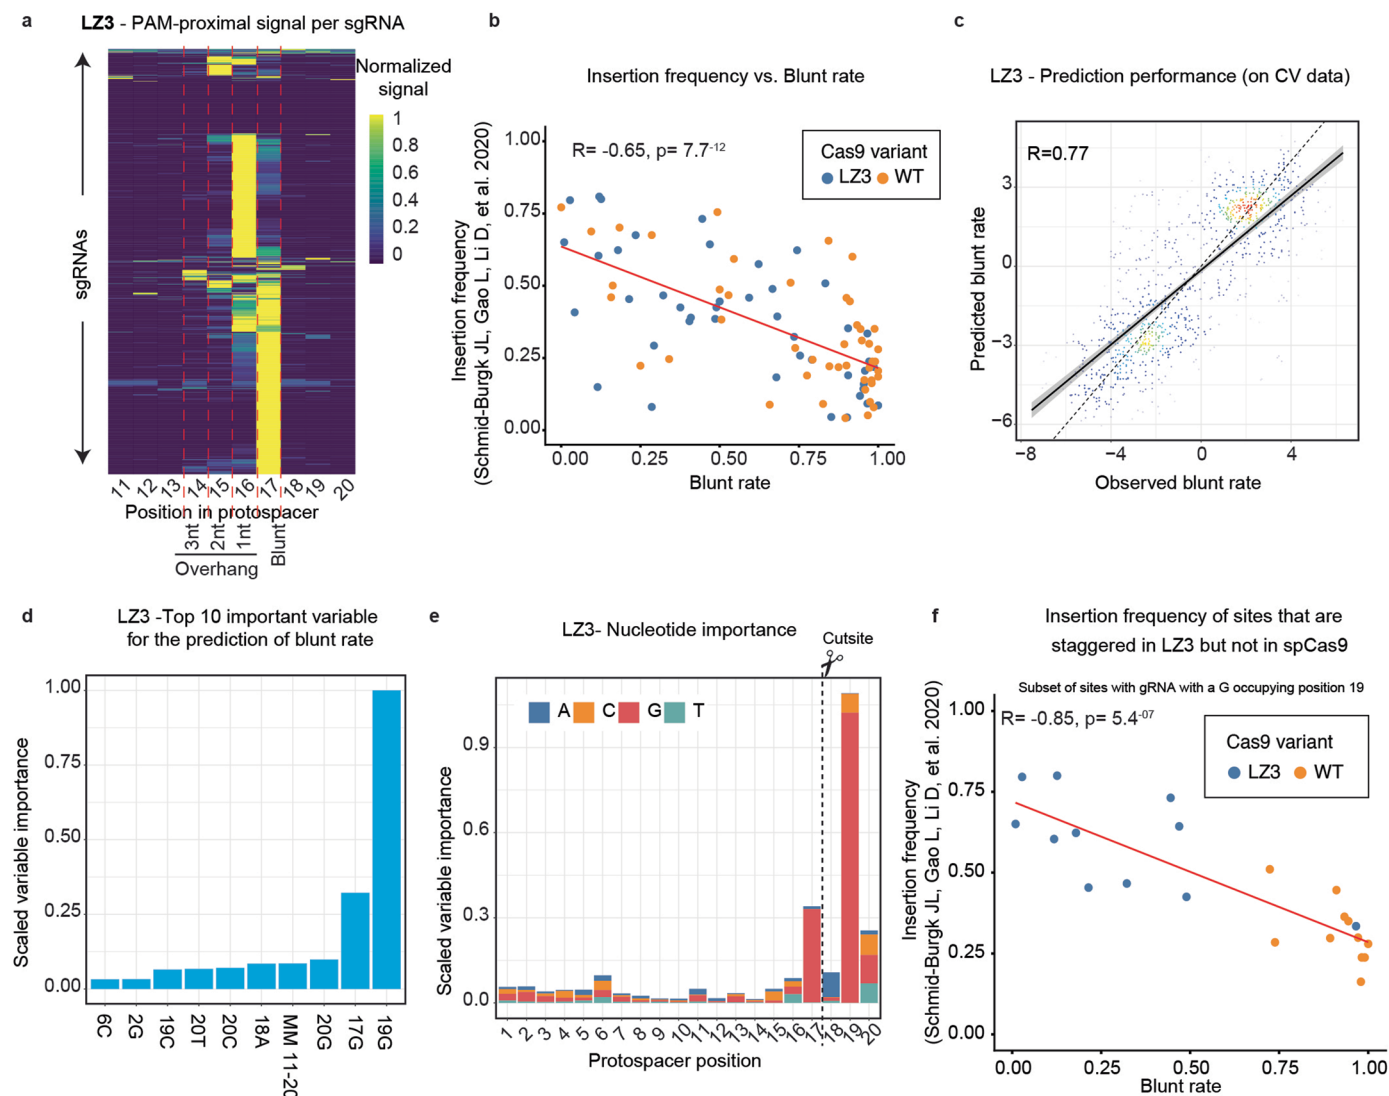 a
LZ3 - PAM-proximal signal per sgRNA
Normalized
signal
1
0.8
0.6
0.4
0.2
0
sgRNAs
11 12 13 14 15 16 17 18 19 20
Position in protospacer
3nt 2nt 1nt Blunt
Overhang
b
Insertion frequency vs. Blunt rate
R= -0.65, p= 7.7-12
Cas9 variant
LZ3 WT
Insertion frequency
(Schmid-Burgk JL, Gao L, Li D, et al. 2020)
1.00
0.75
0.50
0.25
0.00
0.00 0.25 0.50 0.75 1.00
Blunt rate
c
LZ3 - Prediction performance (on CV data)
R=0.77
Predicted blunt rate
3
0
−3
−6
−8 −4 0 4
Observed blunt rate
d
LZ3 -Top 10 important variable
for the prediction of blunt rate
Scaled variable importance
1.00
0.75
0.50
0.25
0.00
6C 2G 19C 20T 20C 18A MM 11-20 20G 17G 19G
e
LZ3- Nucleotide importance
Cutsite
A C G T
Scaled variable importance
0.9
0.6
0.3
0.0
1 2 3 4 5 6 7 8 9 10 11 12 13 14 15 16 17 18 19 20
Protospacer position
f
Insertion frequency of sites that are
staggered in LZ3 but not in spCas9
Subset of sites with gRNA with a G occupying position 19
R= -0.85, p= 5.4-07
Cas9 variant
LZ3 WT
Insertion frequency
(Schmid-Burgk JL, Gao L, Li D, et al. 2020)
1.00
0.75
0.50
0.25
0.00
0.00 0.25 0.50 0.75 1.00
Blunt rate